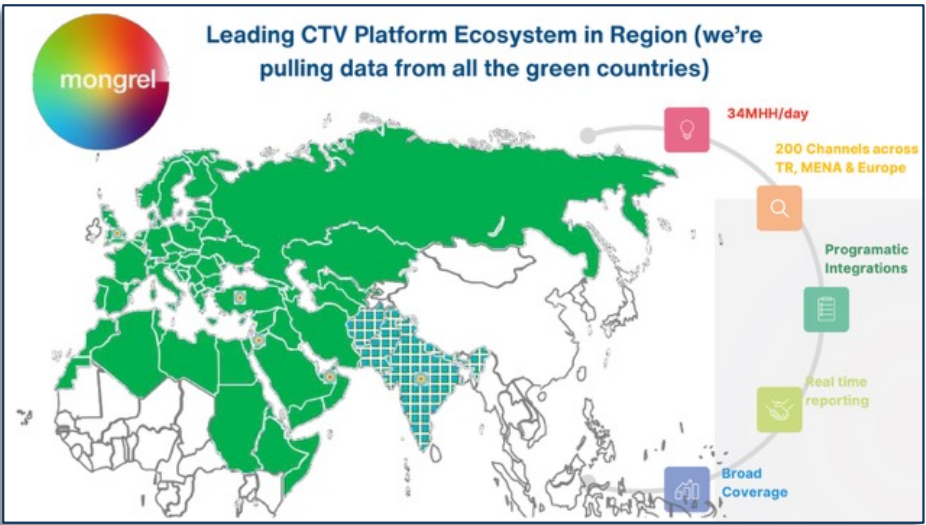 mongrel
Leading CTV Platform Ecosystem in Region (we're
pulling data from all the green countries)
34MHH/day
200 Channels across
TR, MENA & Europe
Programatic
Integrations
Real time
reporting
Broad
Coverage